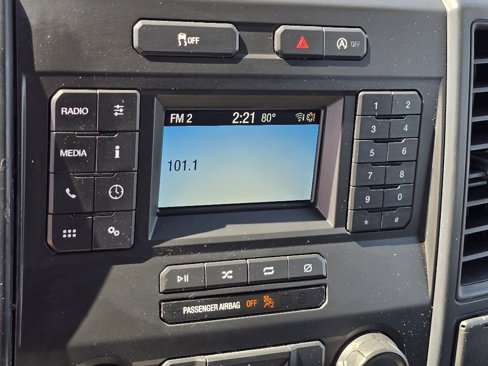 OFF
OFF
RADIO
MEDIA
i
FM 2 2:21 80°
101.1
1 2
3 4
5 6
7 8
9 0
* #
PASSENGER AIRBAG OFF 2